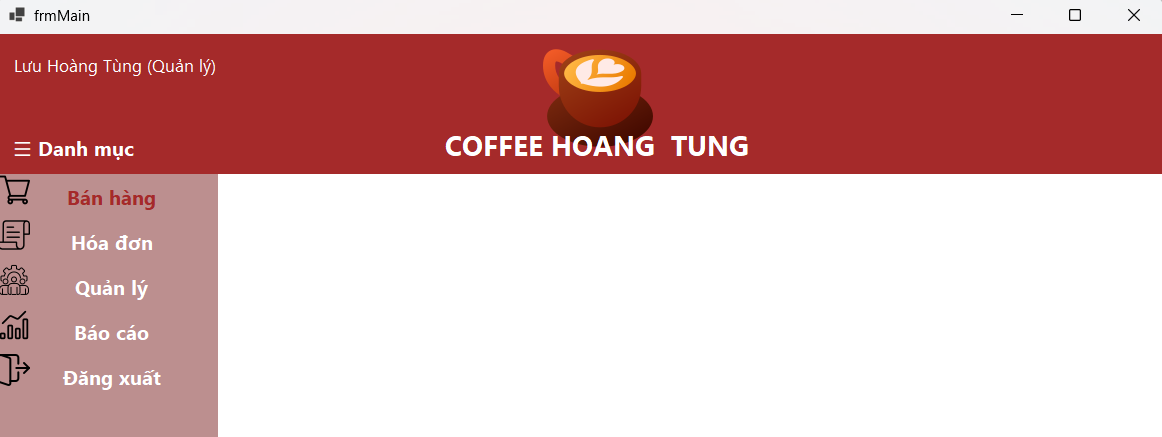 frmMain
Lưu Hoàng Tùng (Quản lý)
COFFEE HOANG  TUNG
☰ Danh mục
Bán hàng
Hóa đơn
Quản lý
Báo cáo
Đăng xuất